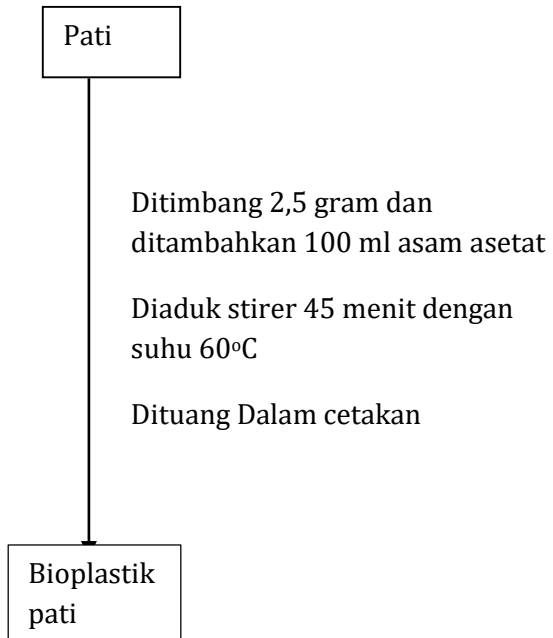 Pati
Ditimbang 2,5 gram dan
ditambahkan 100 ml asam asetat
Diaduk stirer 45 menit dengan
suhu 60ºC
Dituang Dalam cetakan
Bioplastik
pati